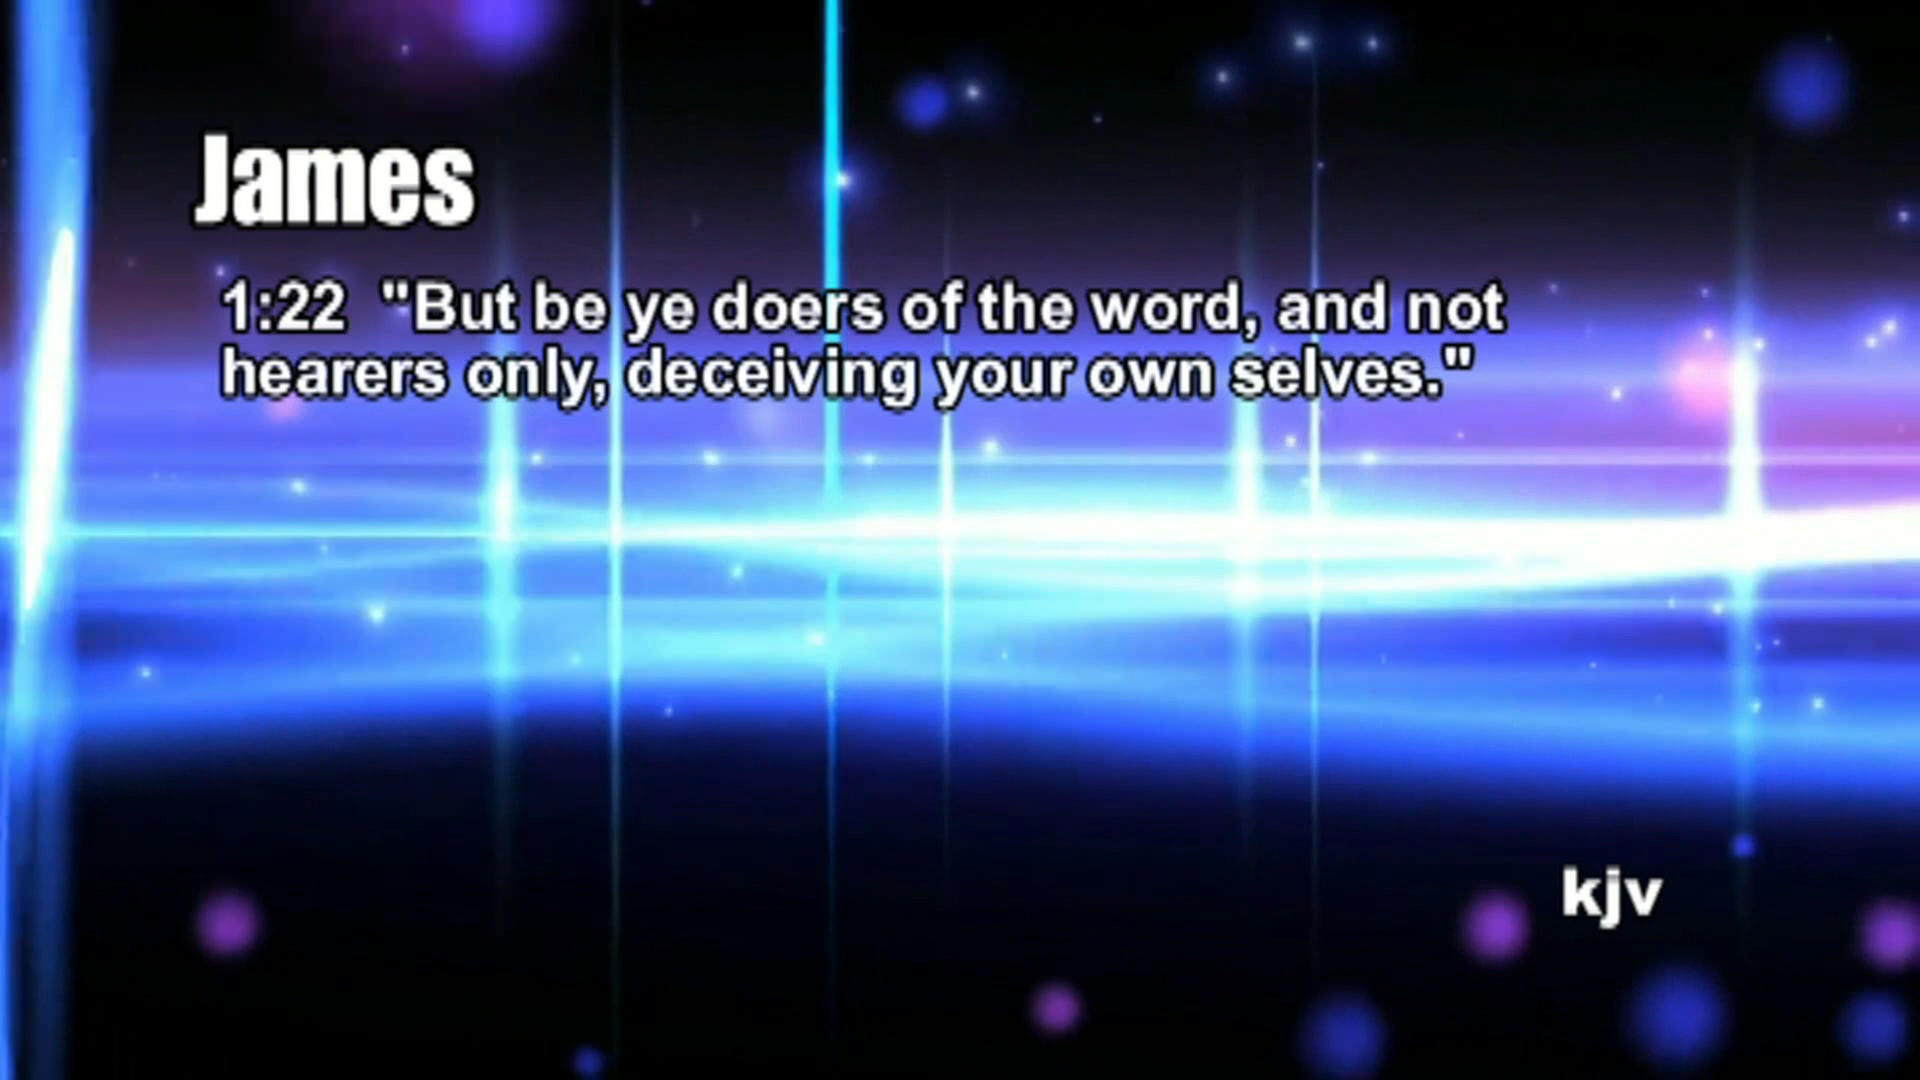 James
1:22 "But be ye doers of the word, and not
hearers only, deceiving your own selves."
kjv